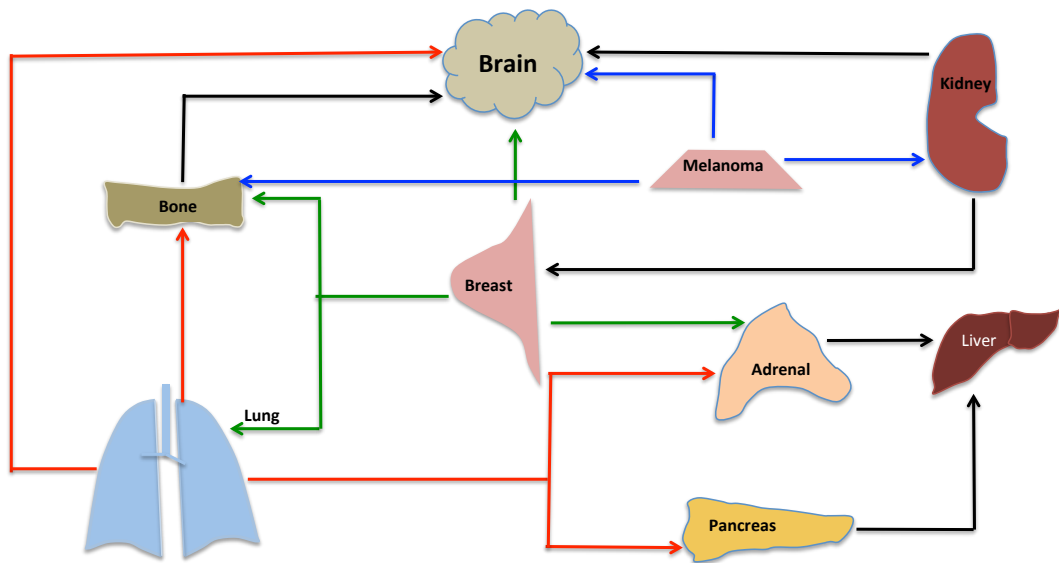 Brain
Kidney
Melanoma
Bone
Breast
Liver
Adrenal
Lung
Pancreas